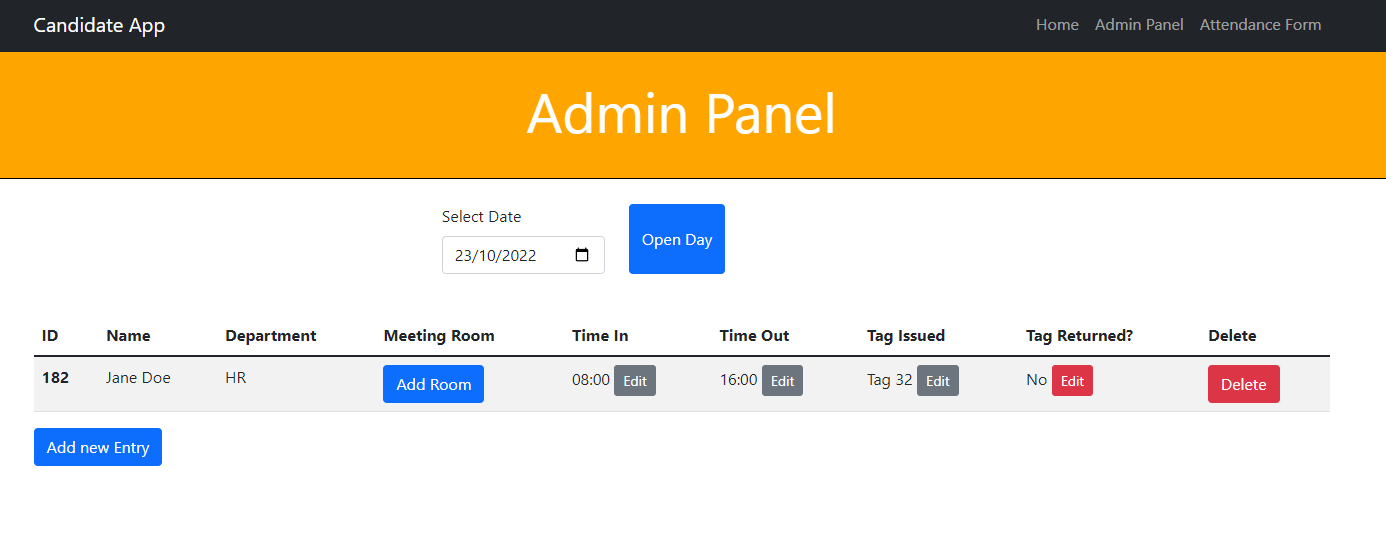 Candidate App Home Admin Panel Attendance Form
Admin Panel
Select Date
23/10/2022
Open Day
ID Name Department Meeting Room Time In Time Out Tag Issued Tag Returned? Delete
182 Jane Doe HR Add Room 08:00 Edit 16:00 Edit Tag 32 Edit No Edit Delete
Add new Entry